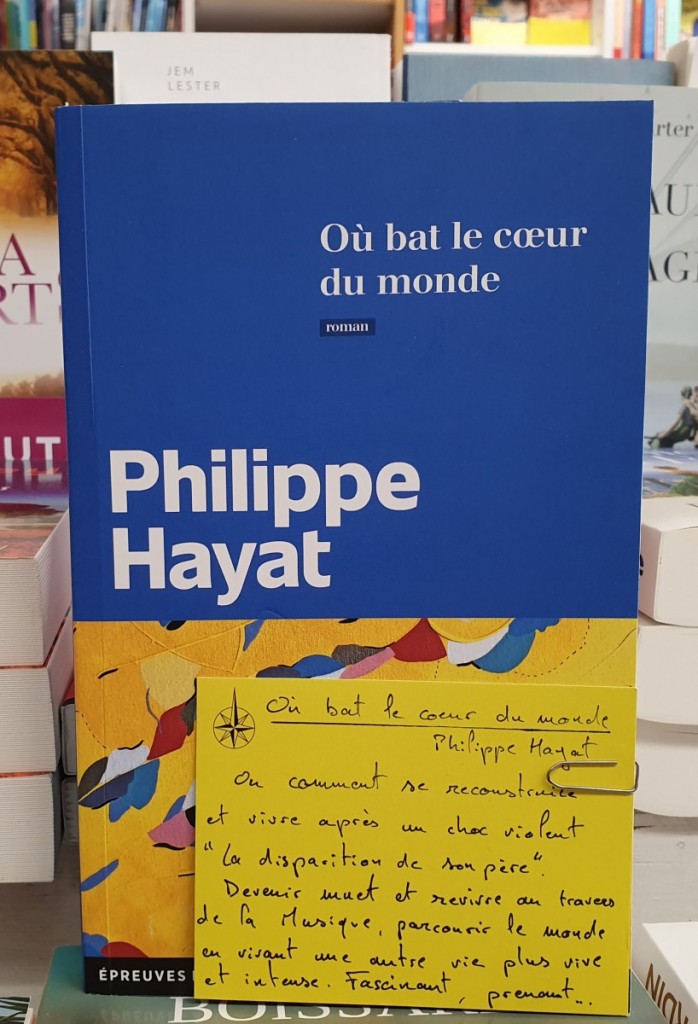 JEM
LESTER
Où bat le cœur
du monde
roman
Philippe
Hayat
Où bat le coeur du monde
Philippe Hayat
Ou comment se reconstruire
et vivre après un choc violent
"La disparition de son père".
Devenir muet et revivre au travers
de la Musique, parcourir le monde
en vivant une autre vie plus vive
et intense. Fascinant, prenant...
ÉPREUVES
BOISSARD